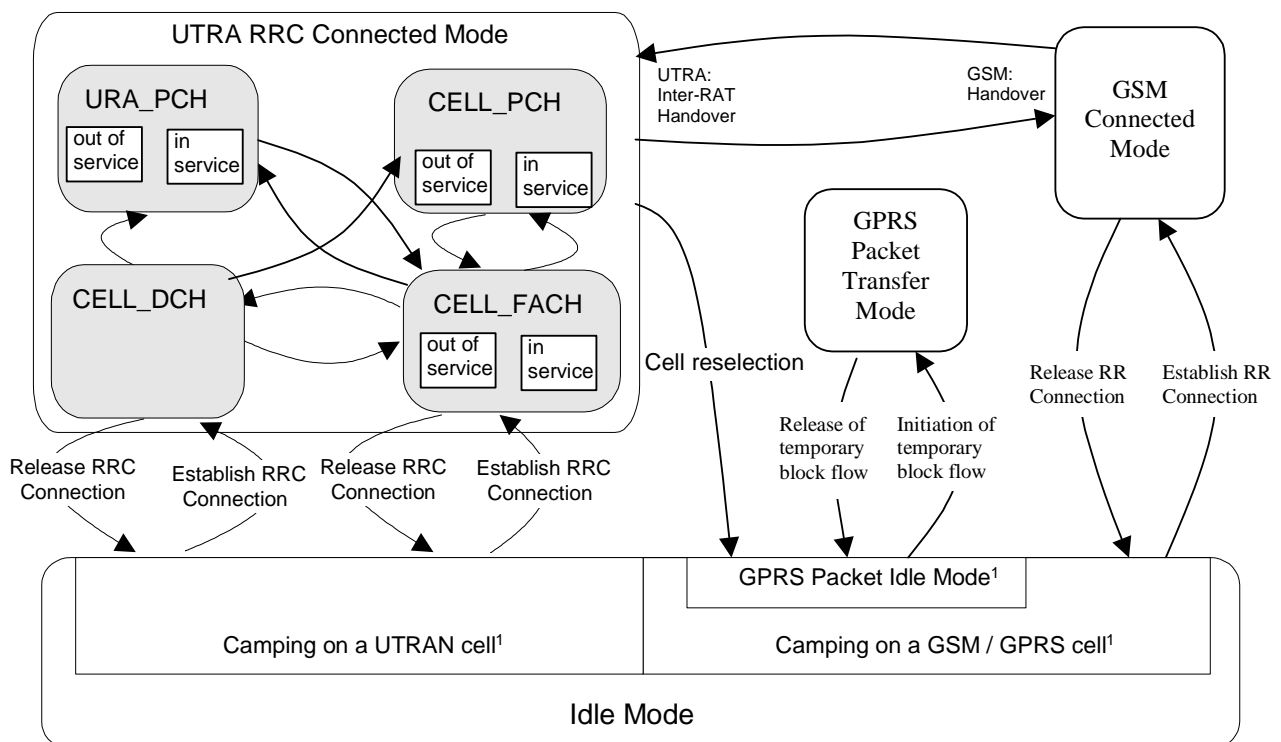 UTRA RRC Connected Mode
URA_PCH
out of
service
in
service
CELL_PCH
out of
service
in
service
CELL_DCH
CELL_FACH
out of
service
in
service
UTRA:
Inter-RAT
Handover
GSM:
Handover
GSM
Connected
Mode
GPRS
Packet
Transfer
Mode
Cell reselection
Release RRC
Connection
Establish RRC
Connection
Release RRC
Connection
Establish RRC
Connection
Release of
temporary
block flow
Initiation of
temporary
block flow
Release RR
Connection
Establish RR
Connection
GPRS Packet Idle Mode¹
Camping on a UTRAN cell¹
Camping on a GSM / GPRS cell¹
Idle Mode